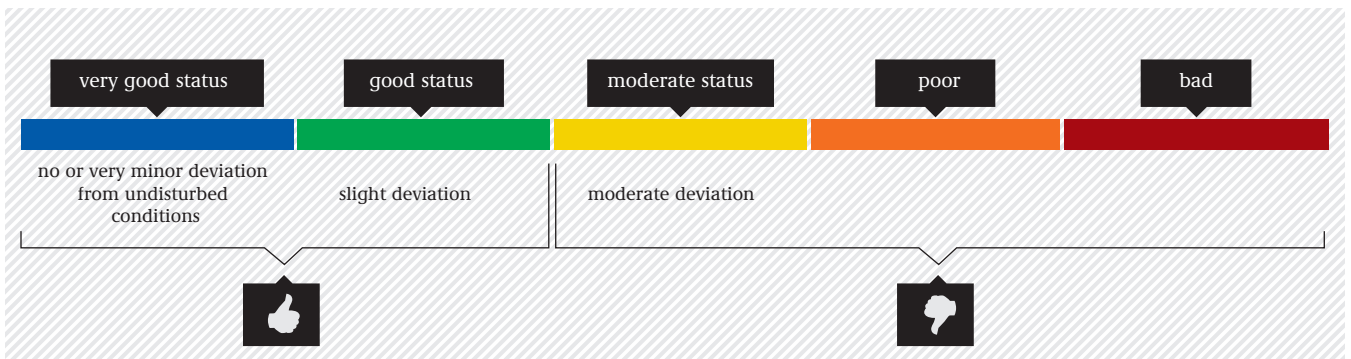 very good status
good status
moderate status
poor
bad
no or very minor deviation
from undisturbed
conditions
slight deviation
moderate deviation